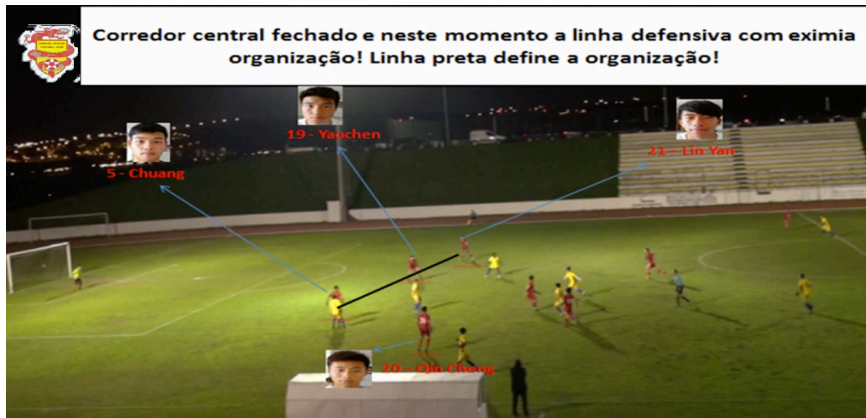 Corredor central fechado e neste momento a linha defensiva com eximia
organização! Linha preta define a organização!
19 - Yaochen
21 – Lin Yan
5 - Chuang
20 – Qin Cheng